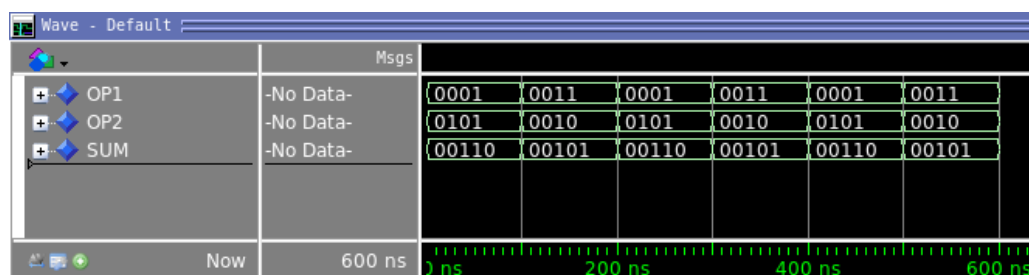 Wave - Default
Msgs
OP1 -No Data- 0001 0011 0001 0011 0001 0011
OP2 -No Data- 0101 0010 0101 0010 0101 0010
SUM -No Data- 00110 00101 00110 00101 00110 00101
Now 600 ns ns 200 ns 400 ns 600 ns